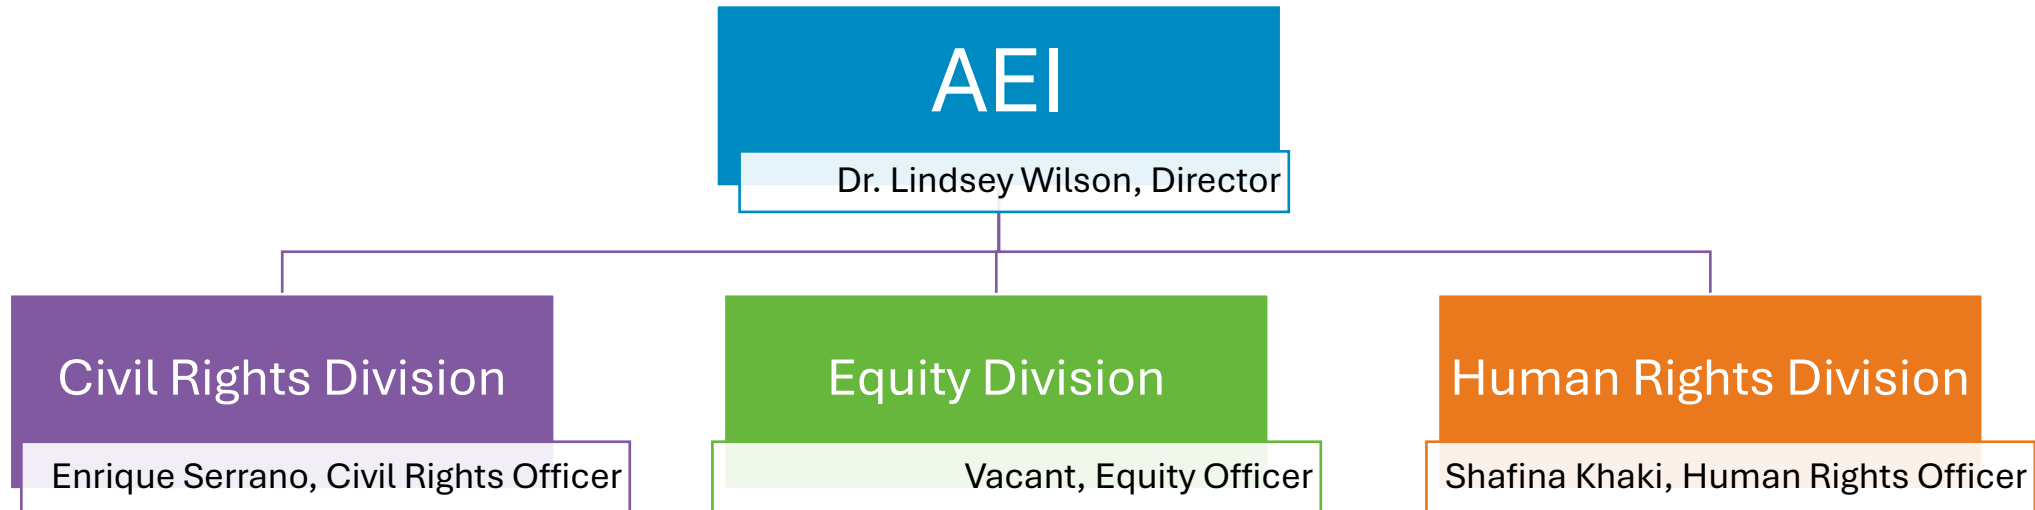 AEI
Dr. Lindsey Wilson, Director
Civil Rights Division
Enrique Serrano, Civil Rights Officer
Equity Division
Vacant, Equity Officer
Human Rights Division
Shafina Khaki, Human Rights Officer